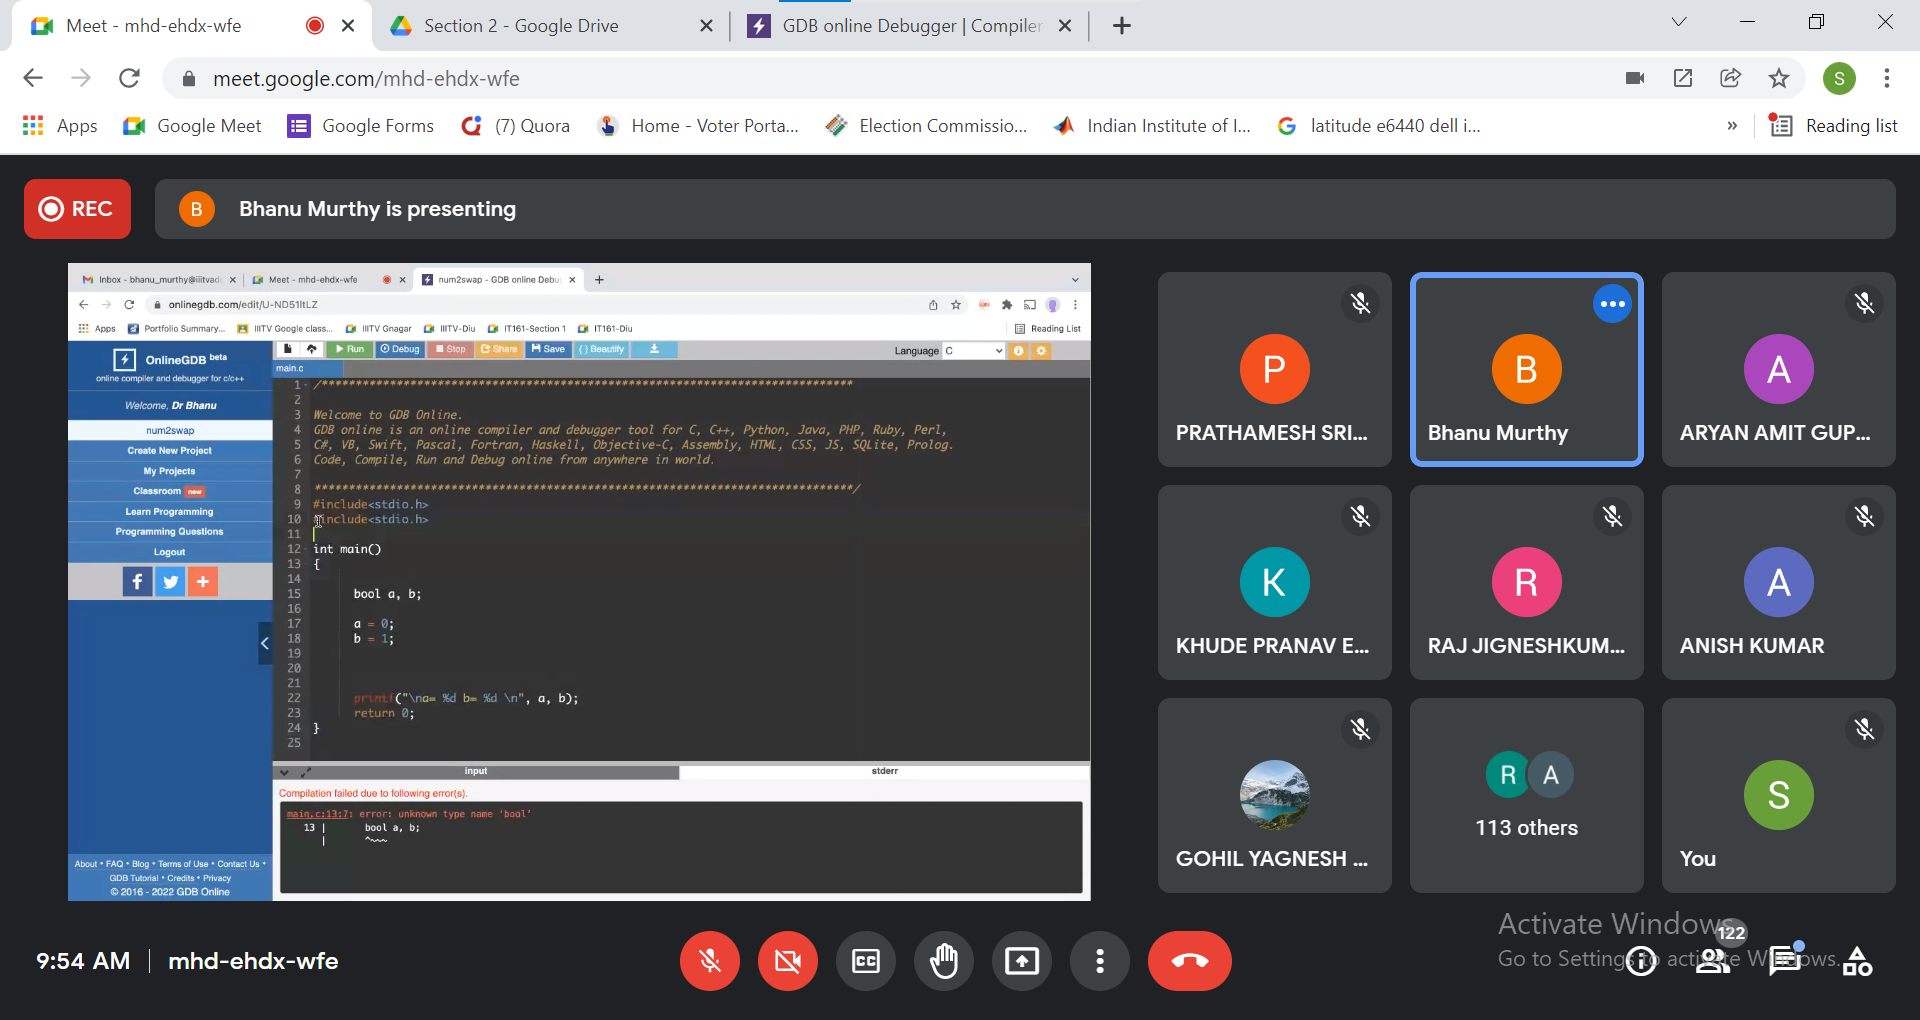 Meet - mhd-ehdx-wfe
Section 2 - Google Drive
GDB online Debugger | Compiler
meet.google.com/mhd-ehdx-wfe
S
Apps
Google Meet
Google Forms
(7) Quora
Home - Voter Porta...
Election Commissio...
Indian Institute of I...
latitude e6440 dell i...
»
Reading list
REC
B
Bhanu Murthy is presenting
Inbox - bhanu_murthy@iiitvad
Meet - mhd-ehdx-wfe
num2swap - GDB online Debu
onlinegdb.com/edit/U-ND51ltLZ
Apps
Portfolio Summary...
IIITV Google class...
IIITV Gnagar
IIITV-Diu
IT161-Section 1
IT161-Diu
Reading List
OnlineGDB beta
online compiler and debugger for c/c++
Welcome, Dr Bhanu
num2swap
Create New Project
My Projects
Classroom new
Learn Programming
Programming Questions
Logout
Run
Debug
Stop
Share
Save
{ } Beautify
Language C
main.c
1 /******************************************************************************
2
3 Welcome to GDB Online.
4 GDB online is an online compiler and debugger tool for C, C++, Python, Java, PHP, Ruby, Perl,
5 C#, VB, Swift, Pascal, Fortran, Haskell, Objective-C, Assembly, HTML, CSS, JS, SQLite, Prolog.
6 Code, Compile, Run and Debug online from anywhere in world.
7
8 *******************************************************************************/
9 #include<stdio.h>
10 #include<stdio.h>
11
12 int main()
13 {
14
15 bool a, b;
16
17 a = 0;
18 b = 1;
19
20
21
22 printf("\na= %d b= %d \n", a, b);
23 return 0;
24 }
25
input
stderr
Compilation failed due to following error(s).
main.c:13:7: error: unknown type name 'bool'
13 | bool a, b;
| ^~~~
About • FAQ • Blog • Terms of Use • Contact Us •
GDB Tutorial • Credits • Privacy
© 2016 - 2022 GDB Online
P
PRATHAMESH SRI...
B
Bhanu Murthy
A
ARYAN AMIT GUP...
K
KHUDE PRANAV E...
R
RAJ JIGNESHKUM...
A
ANISH KUMAR
GOHIL YAGNESH ...
R A
113 others
S
You
Activate Windows
Go to Settings to activate Windows.
9:54 AM
mhd-ehdx-wfe
CC
122